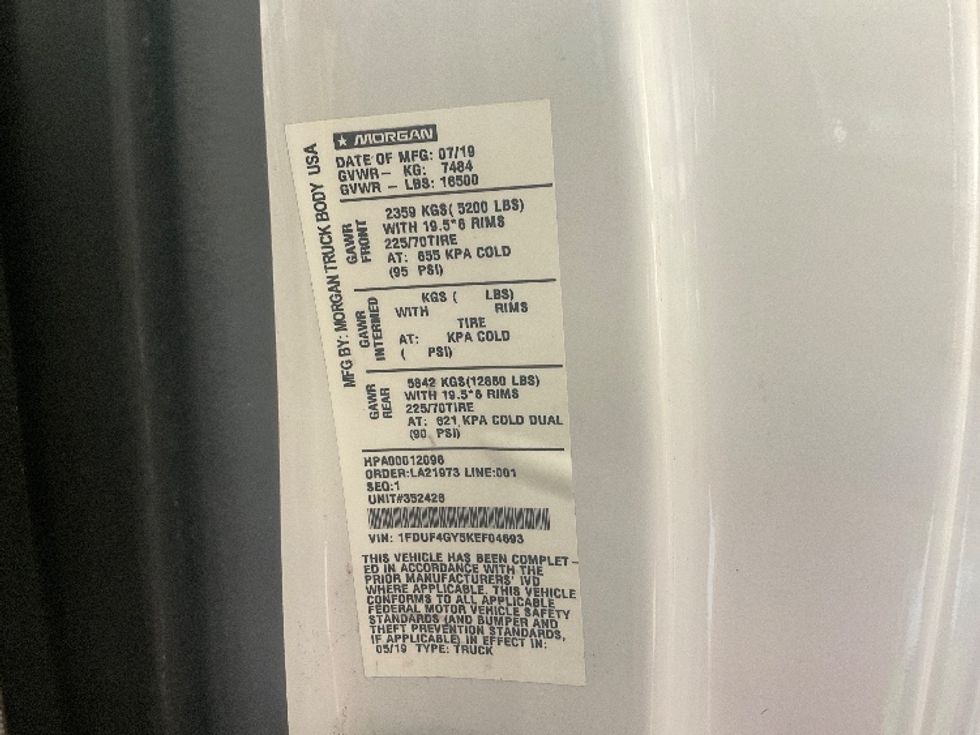 MORGAN
MFG BY: MORGAN TRUCK BODY USA
DATE OF MFG: 07/19
GVWR- KG: 7484
GVWR - LBS: 16500
GAWR FRONT
2359 KGS( 5200 LBS)
WITH 19.5*6 RIMS
225/70TIRE
AT: 655 KPA COLD
(95 PSI)
GAWR INTERMED
KGS ( LBS)
WITH RIMS
TIRE
AT: KPA COLD
( PSI)
GAWR REAR
5842 KGS(12880 LBS)
WITH 19.5*6 RIMS
225/70TIRE
AT: 621 KPA COLD DUAL
(90 PSI)
HPA00012096
ORDER:LA21973 LINE:001
SEQ:1
UNIT#352428
VIN: 1FDUF4GY5KEF04693
THIS VEHICLE HAS BEEN COMPLET-
ED IN ACCORDANCE WITH THE
PRIOR MANUFACTURERS' IVD
WHERE APPLICABLE. THIS VEHICLE
CONFORMS TO ALL APPLICABLE
FEDERAL MOTOR VEHICLE SAFETY
STANDARDS (AND BUMPER AND
THEFT PREVENTION STANDARDS,
IF APPLICABLE) IN EFFECT IN:
05/19 TYPE: TRUCK